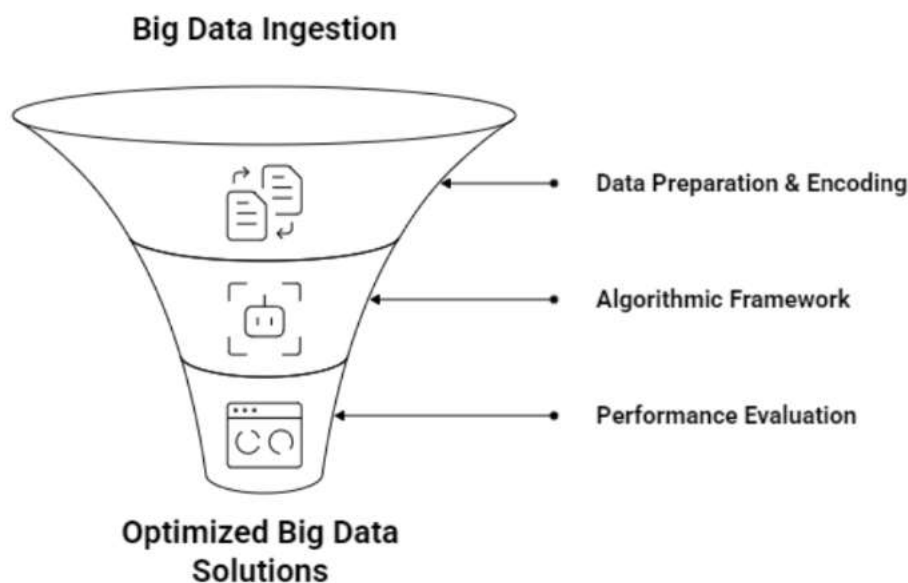 Big Data Ingestion
Data Preparation & Encoding
Algorithmic Framework
Performance Evaluation
Optimized Big Data
Solutions